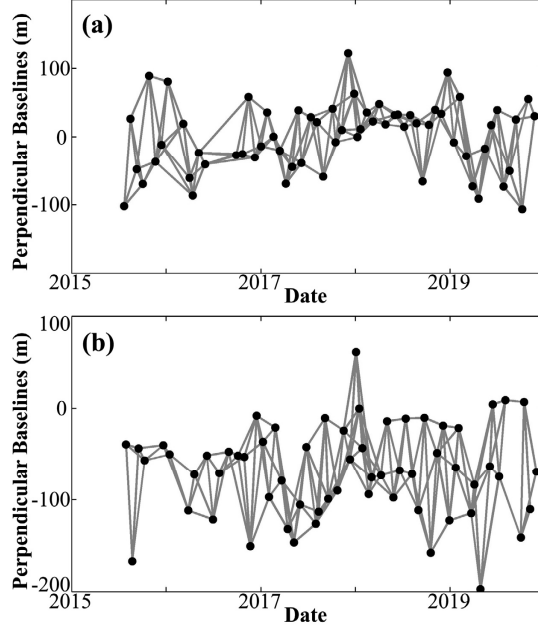 (a)
Perpendicular Baselines (m)
100
0
-100
2015
2017
2019
Date
(b)
Perpendicular Baselines (m)
100
0
-100
-200
2015
2017
2019
Date